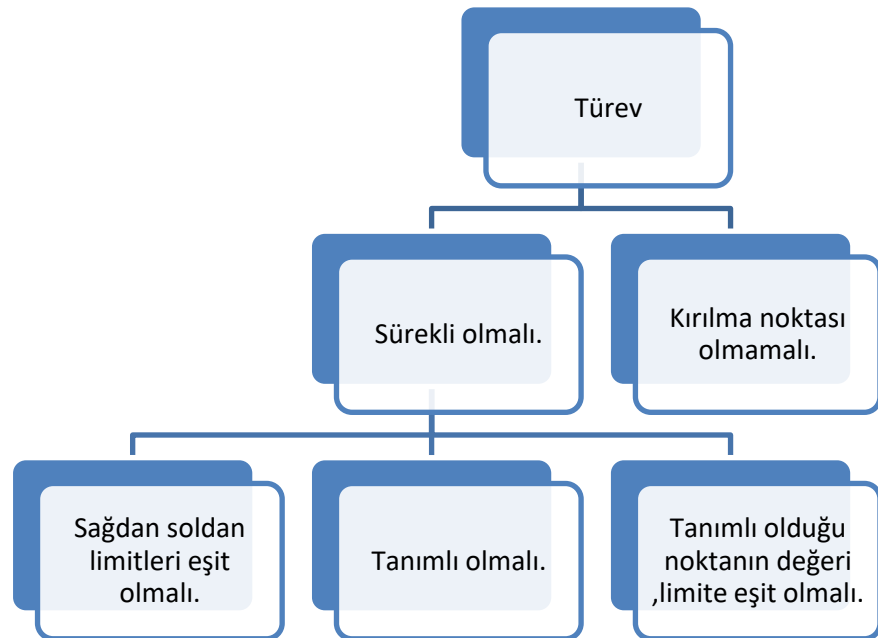 Türev
Sürekli olmalı.
Kırılma noktası
olmamalı.
Sağdan soldan
limitleri eşit
olmalı.
Tanımlı olmalı.
Tanımlı olduğu
noktanın değeri
,limite eşit olmalı.